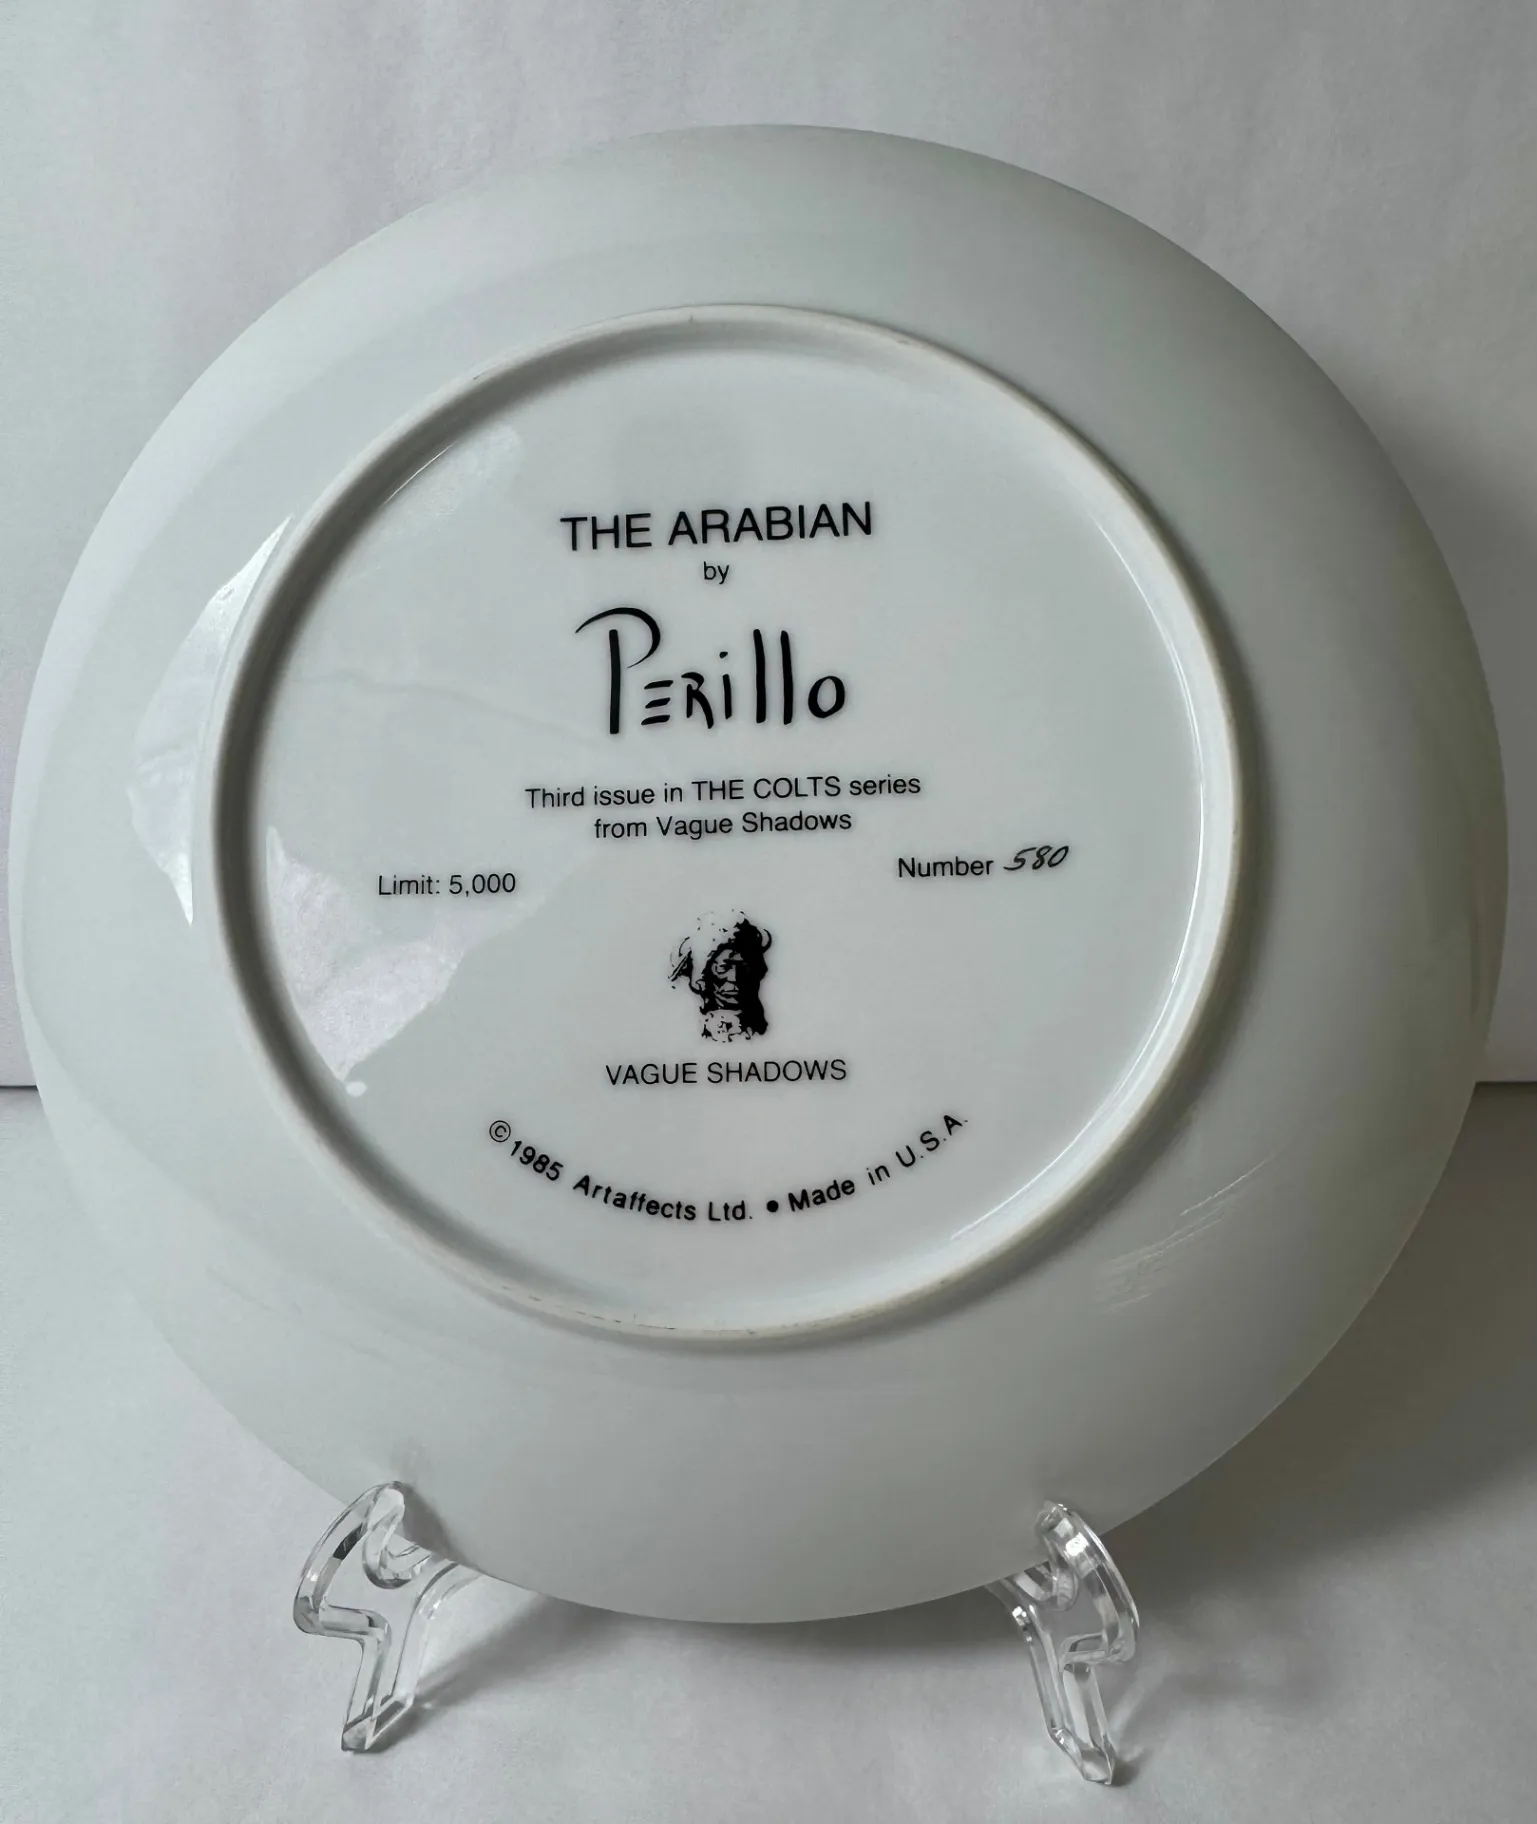 THE ARABIAN
by
PERillo
Third issue in THE COLTS series
from Vague Shadows
Limit: 5,000
Number 580
VAGUE SHADOWS
©1985 Artaffects Ltd. • Made in U.S.A.